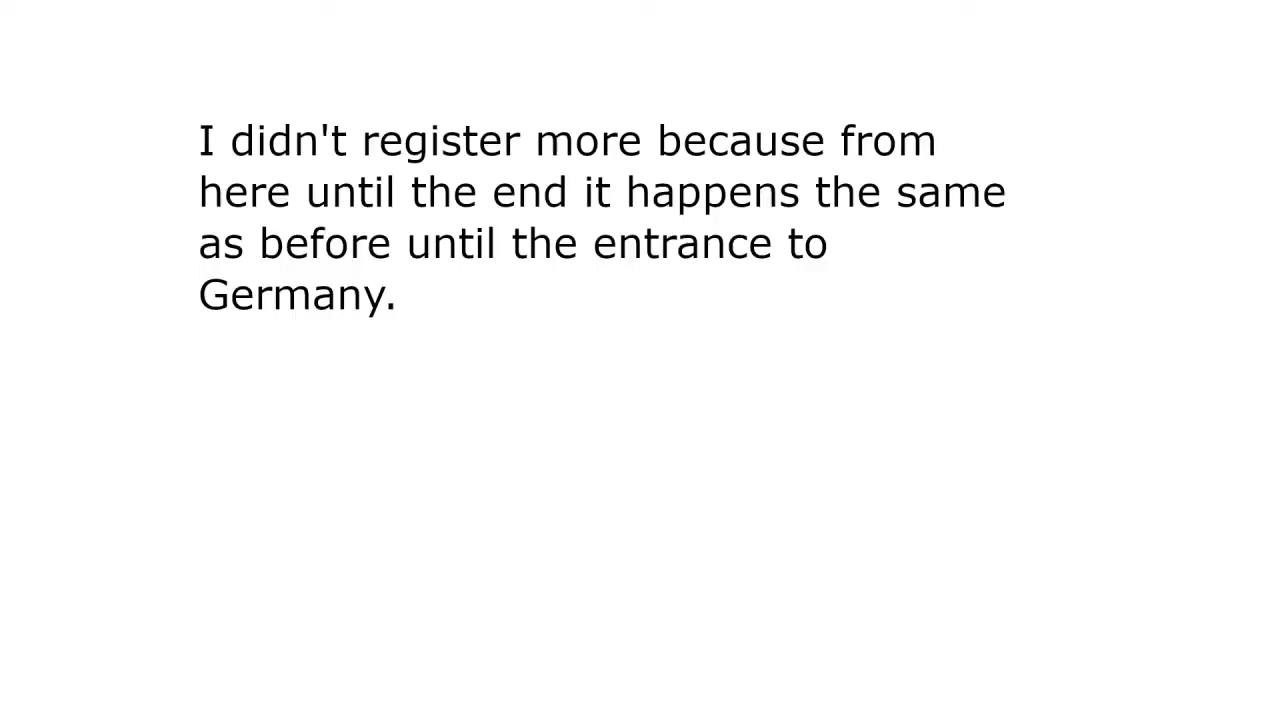 I didn't register more because from
here until the end it happens the same
as before until the entrance to
Germany.